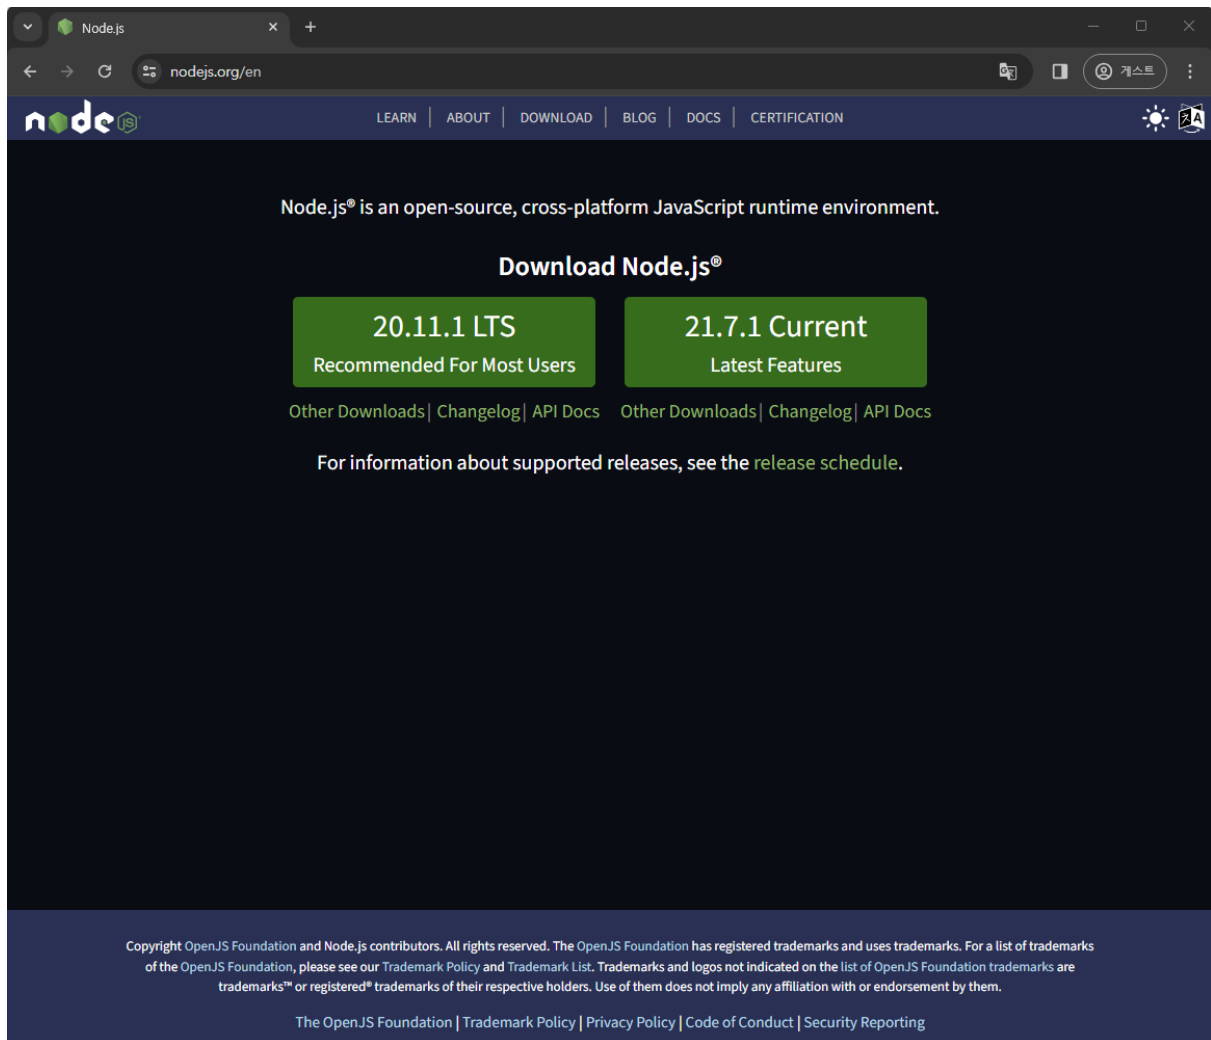 Node.js
nodejs.org/en
게스트
node JS
LEARN | ABOUT | DOWNLOAD | BLOG | DOCS | CERTIFICATION
Node.js® is an open-source, cross-platform JavaScript runtime environment.
Download Node.js®
20.11.1 LTS
Recommended For Most Users
21.7.1 Current
Latest Features
Other Downloads | Changelog | API Docs
Other Downloads | Changelog | API Docs
For information about supported releases, see the release schedule.
Copyright OpenJS Foundation and Node.js contributors. All rights reserved. The OpenJS Foundation has registered trademarks and uses trademarks. For a list of trademarks
of the OpenJS Foundation, please see our Trademark Policy and Trademark List. Trademarks and logos not indicated on the list of OpenJS Foundation trademarks are
trademarks™ or registered® trademarks of their respective holders. Use of them does not imply any affiliation with or endorsement by them.
The OpenJS Foundation | Trademark Policy | Privacy Policy | Code of Conduct | Security Reporting